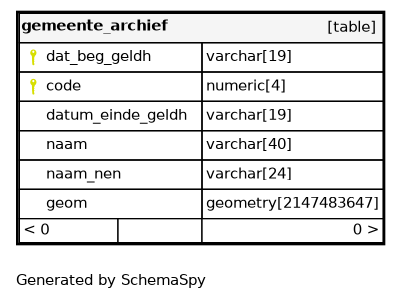 gemeente_archief [table]
dat_beg_geldh varchar[19]
code numeric[4]
datum_einde_geldh varchar[19]
naam varchar[40]
naam_nen varchar[24]
geom geometry[2147483647]
< 0 0 >
Generated by SchemaSpy